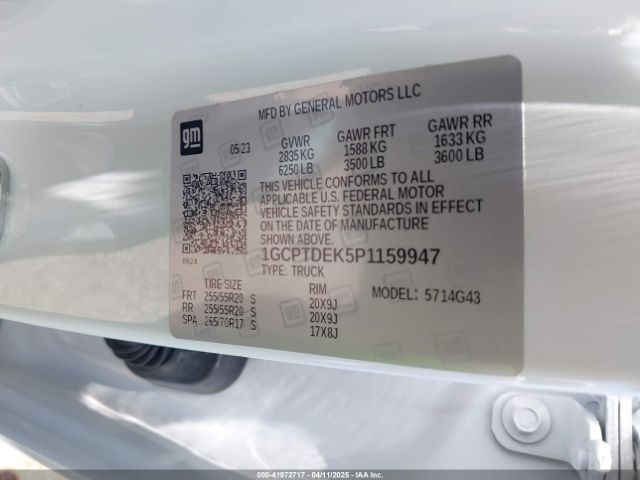 MFD BY GENERAL MOTORS LLC
gm
05/23 GVWR GAWR FRT GAWR RR
2835 KG 1588 KG 1633 KG
6250 LB 3500 LB 3600 LB
THIS VEHICLE CONFORMS TO ALL
APPLICABLE U.S. FEDERAL MOTOR
VEHICLE SAFETY STANDARDS IN EFFECT
ON THE DATE OF MANUFACTURE
SHOWN ABOVE.
8624 1GCPTDEK5P1159947
TYPE: TRUCK
TIRE SIZE RIM MODEL: 5714G43
FRT 255/55R20 S 20X9J
RR 255/55R20 S 20X9J
SPA 265/70R17 S 17X8J
00-41972717 - 04/11/2025 - IAA Inc.